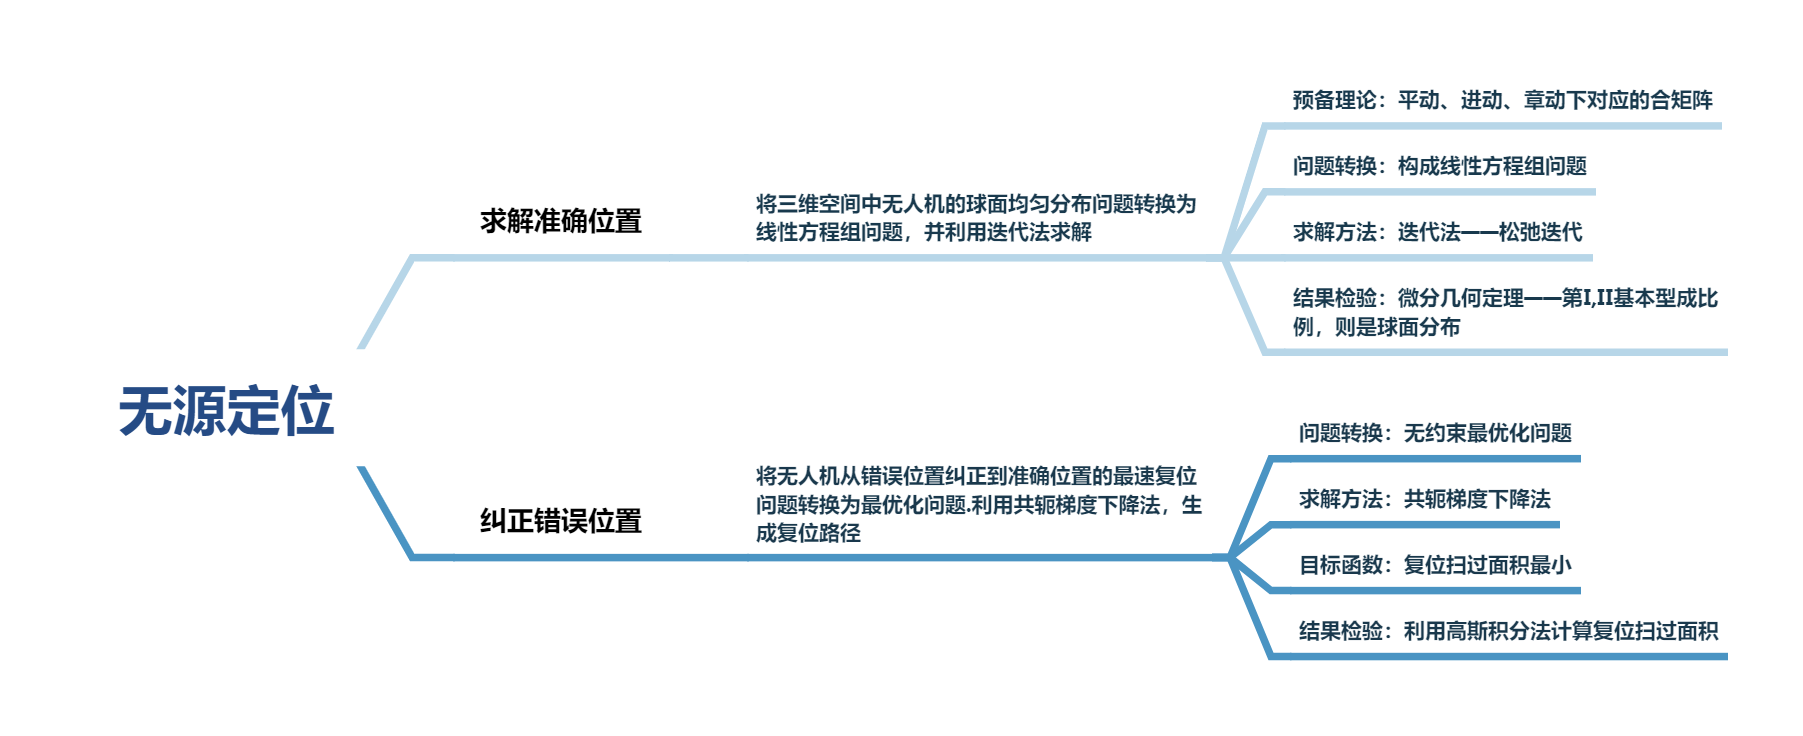 无源定位
求解准确位置
将三维空间中无人机的球面均匀分布问题转换为
线性方程组问题，并利用迭代法求解
预备理论：平动、进动、章动下对应的合矩阵
问题转换：构成线性方程组问题
求解方法：迭代法——松弛迭代
结果检验：微分几何定理——第I,II基本型成比
例，则是球面分布
纠正错误位置
将无人机从错误位置纠正到准确位置的最速复位
问题转换为最优化问题.利用共轭梯度下降法，生
成复位路径
问题转换：无约束最优化问题
求解方法：共轭梯度下降法
目标函数：复位扫过面积最小
结果检验：利用高斯积分法计算复位扫过面积